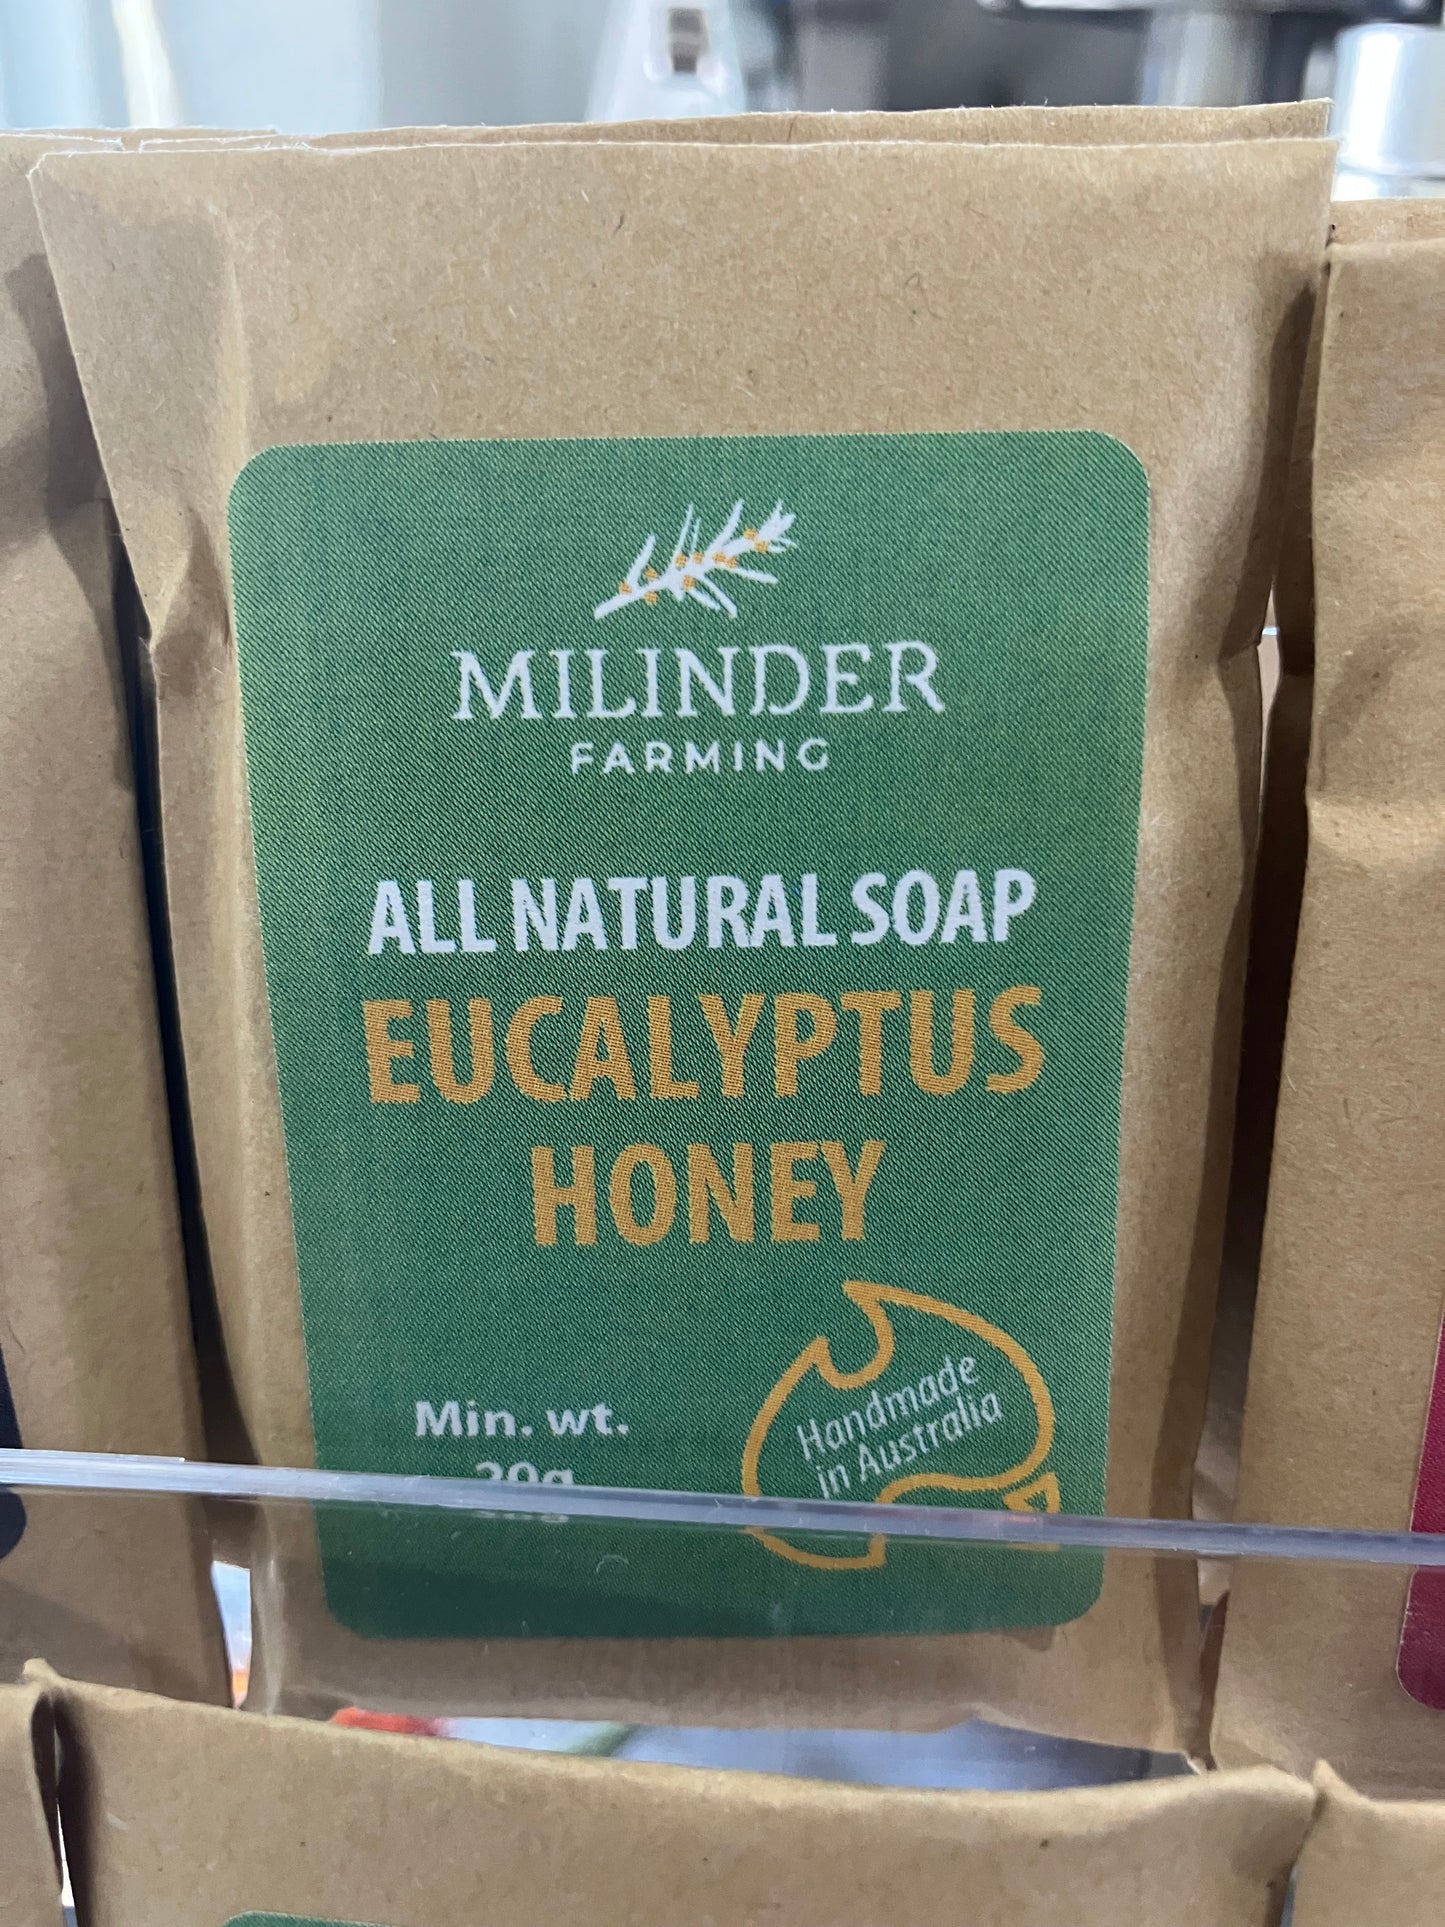 MILINDER
FARMING
ALL NATURAL SOAP
EUCALYPTUS
HONEY
Min. wt.
Handmade
in Australia